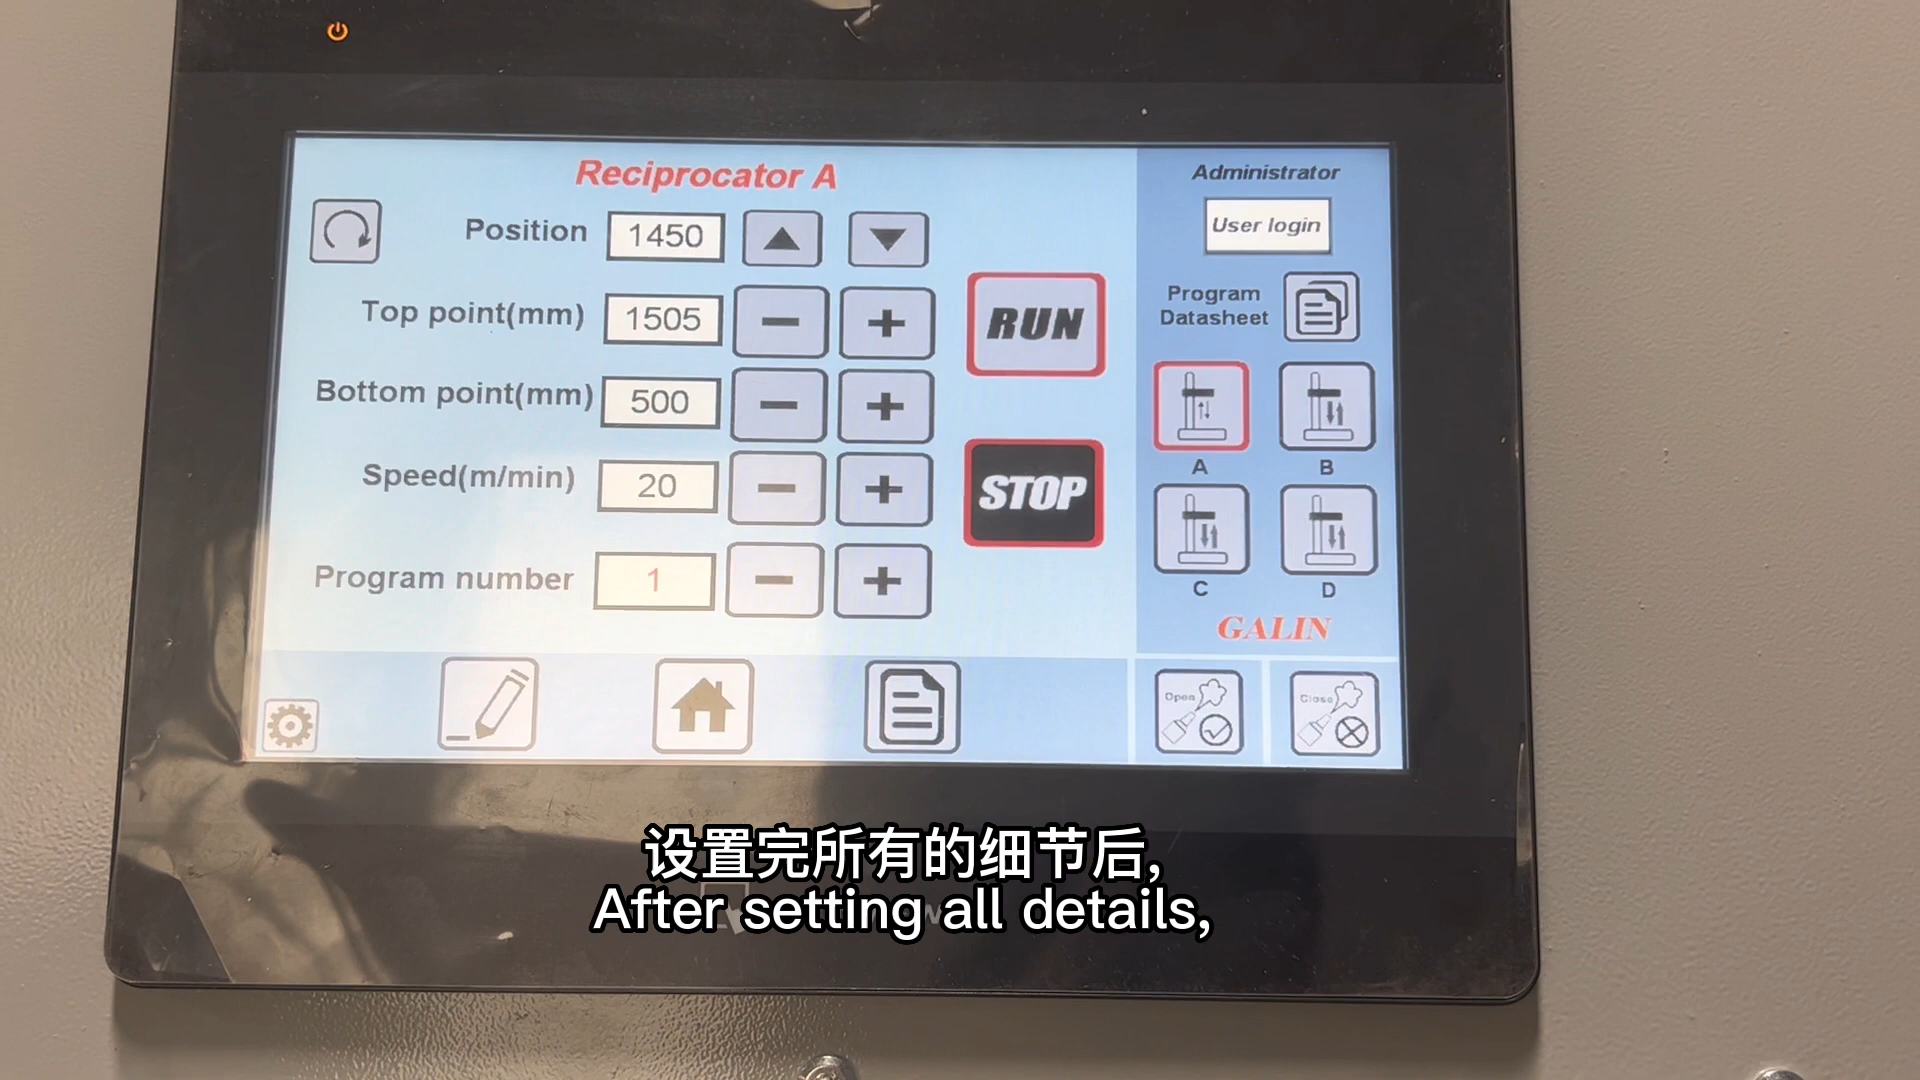 Reciprocator A
Position 1450
Top point(mm) 1505
Bottom point(mm) 500
Speed(m/min) 20
Program number 1
RUN
STOP
Administrator
User login
Program
Datasheet
A
B
C
D
GALIN
Open
Close
设置完所有的细节后,
After setting all details,